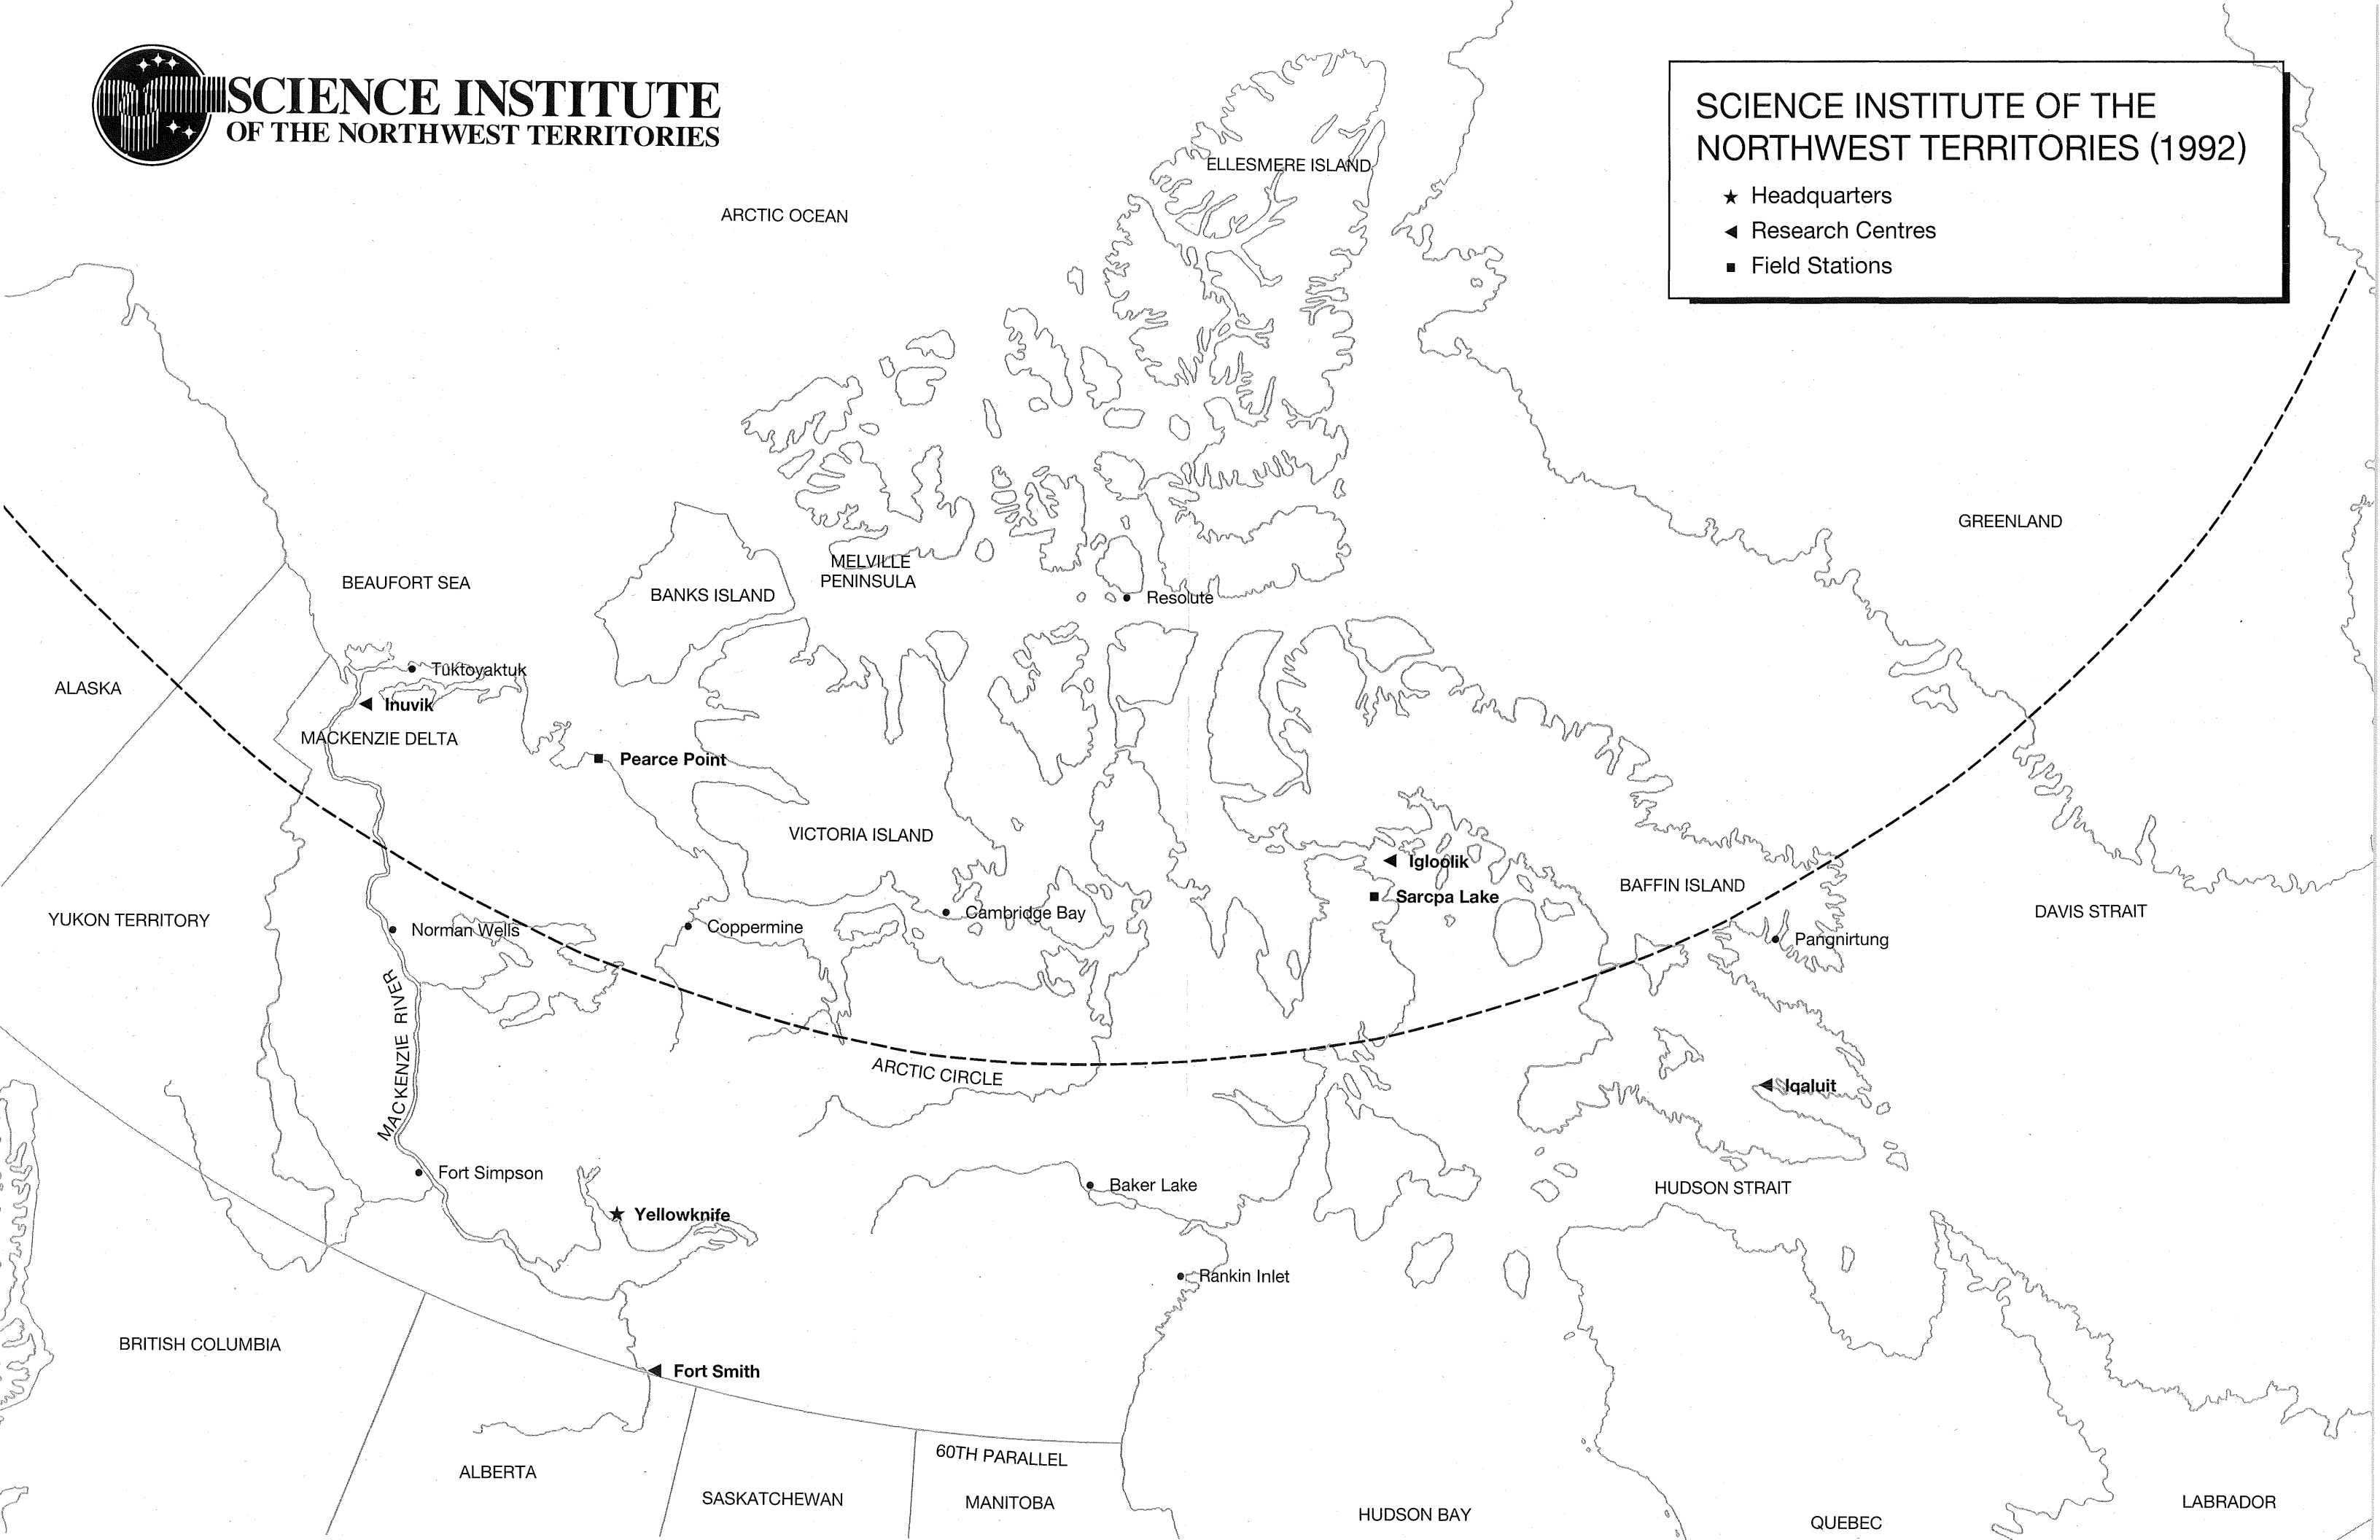 SCIENCE INSTITUTE
OF THE NORTHWEST TERRITORIES
SCIENCE INSTITUTE OF THE
NORTHWEST TERRITORIES (1992)
Headquarters
Research Centres
Field Stations
ELLESMERE ISLAND
ARCTIC OCEAN
GREENLAND
BEAUFORT SEA
MELVILLE
PENINSULA
BANKS ISLAND
Resolute
Tuktoyaktuk
ALASKA
Inuvik
MACKENZIE DELTA
Pearce Point
VICTORIA ISLAND
Igloolik
BAFFIN ISLAND
Sarcpa Lake
DAVIS STRAIT
YUKON TERRITORY
Norman Wells
Coppermine
Cambridge Bay
Pangnirtung
MACKENZIE RIVER
ARCTIC CIRCLE
Iqaluit
Fort Simpson
Baker Lake
HUDSON STRAIT
Yellowknife
Rankin Inlet
BRITISH COLUMBIA
Fort Smith
60TH PARALLEL
ALBERTA
SASKATCHEWAN
MANITOBA
HUDSON BAY
QUEBEC
LABRADOR